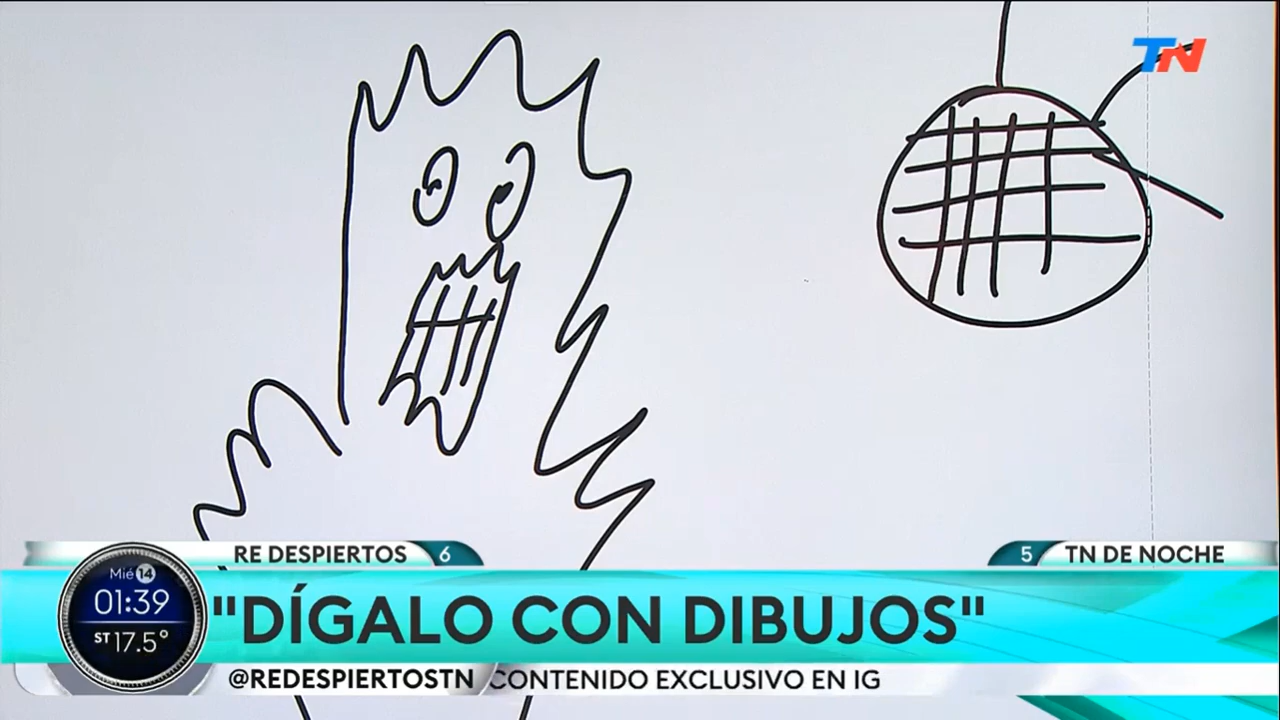 TN
RE DESPIERTOS 6
5 TN DE NOCHE
Mié 14
01:39
ST 17.5°
"DÍGALO CON DIBUJOS"
@REDESPIERTOSTN
CONTENIDO EXCLUSIVO EN IG